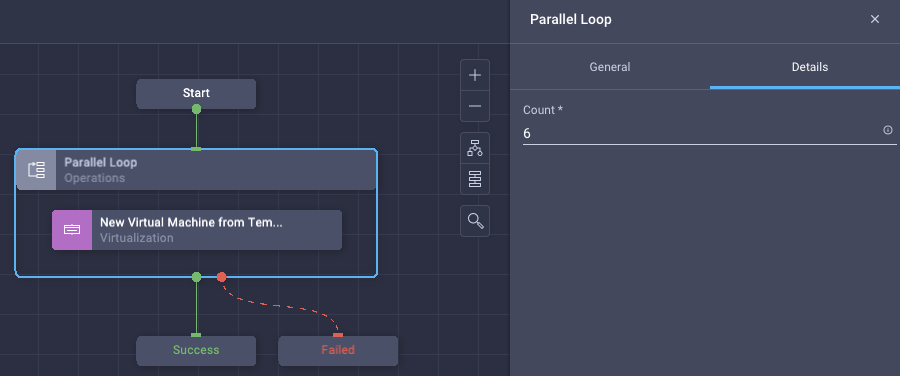 Start
Parallel Loop
Operations
New Virtual Machine from Tem...
Virtualization
Success
Failed
Parallel Loop
General
Details
Count *
6